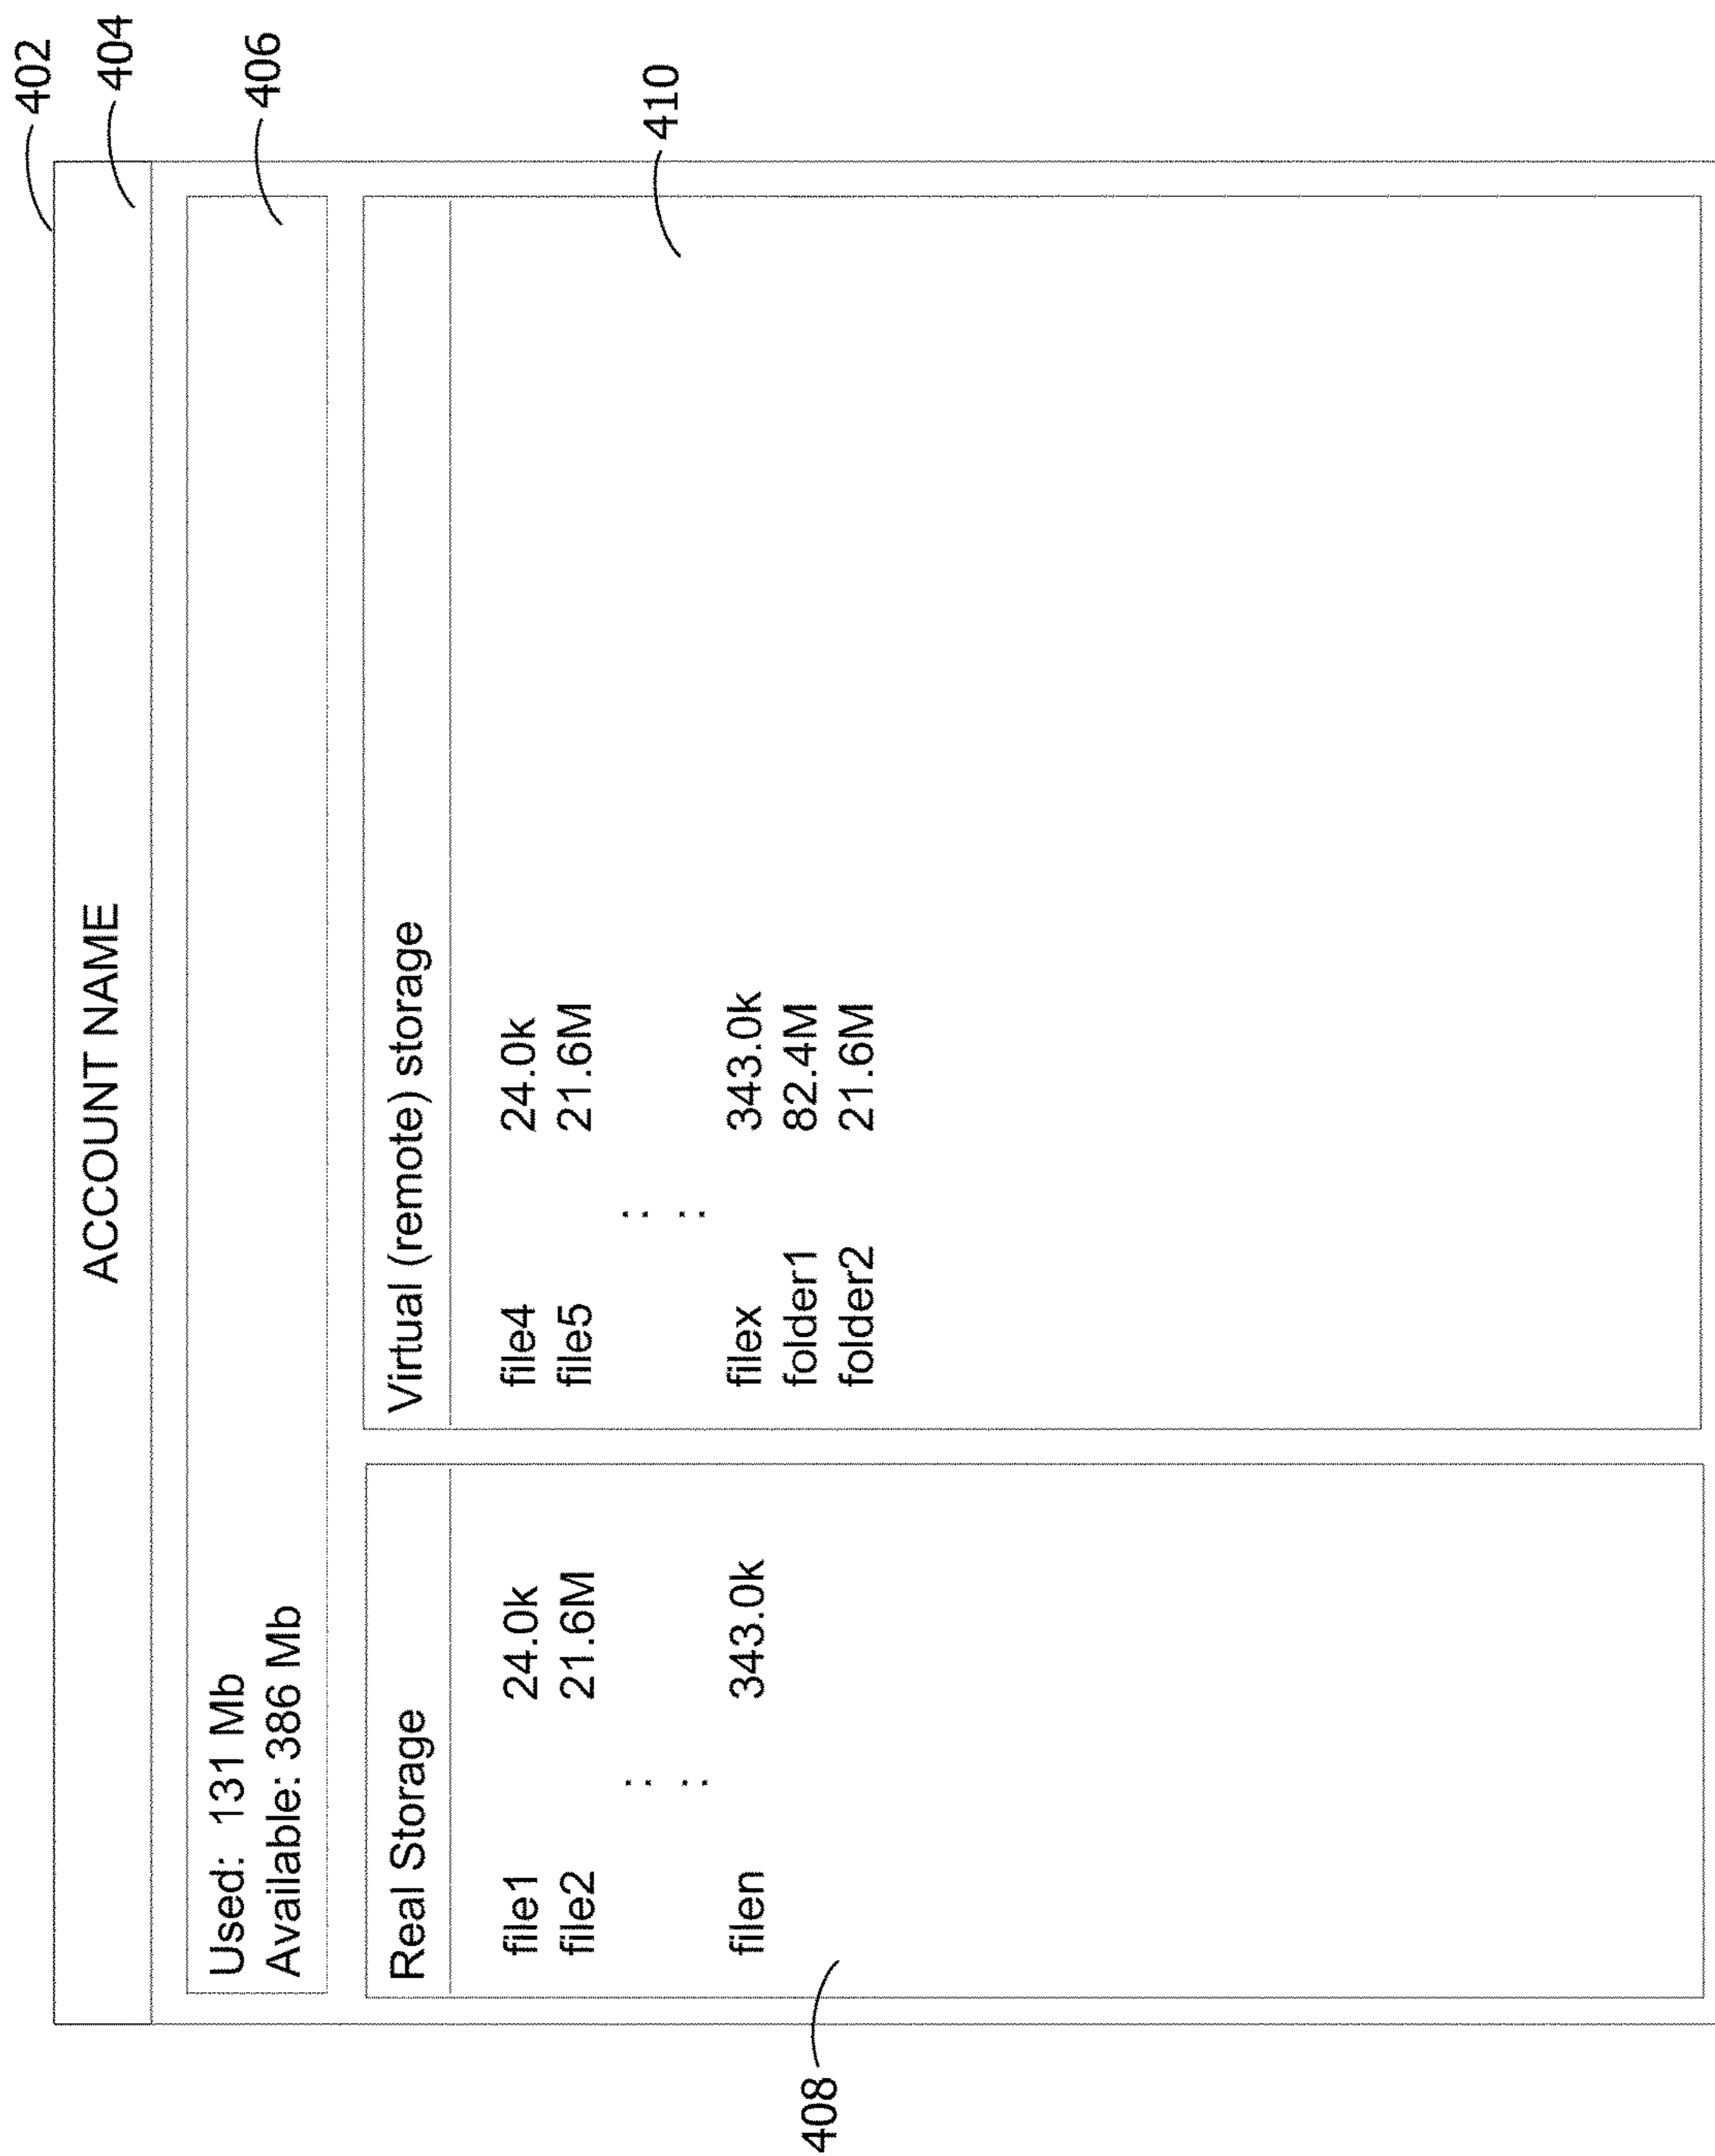 402
404
ACCOUNT NAME
406
Used: 131 Mb
Available: 386 Mb
Real Storage
file1 24.0k
file2 21.6M
: :
filen 343.0k
408
Virtual (remote) storage
file4 24.0k
file5 21.6M
: :
filex 343.0k
folder1 82.4M
folder2 21.6M
410